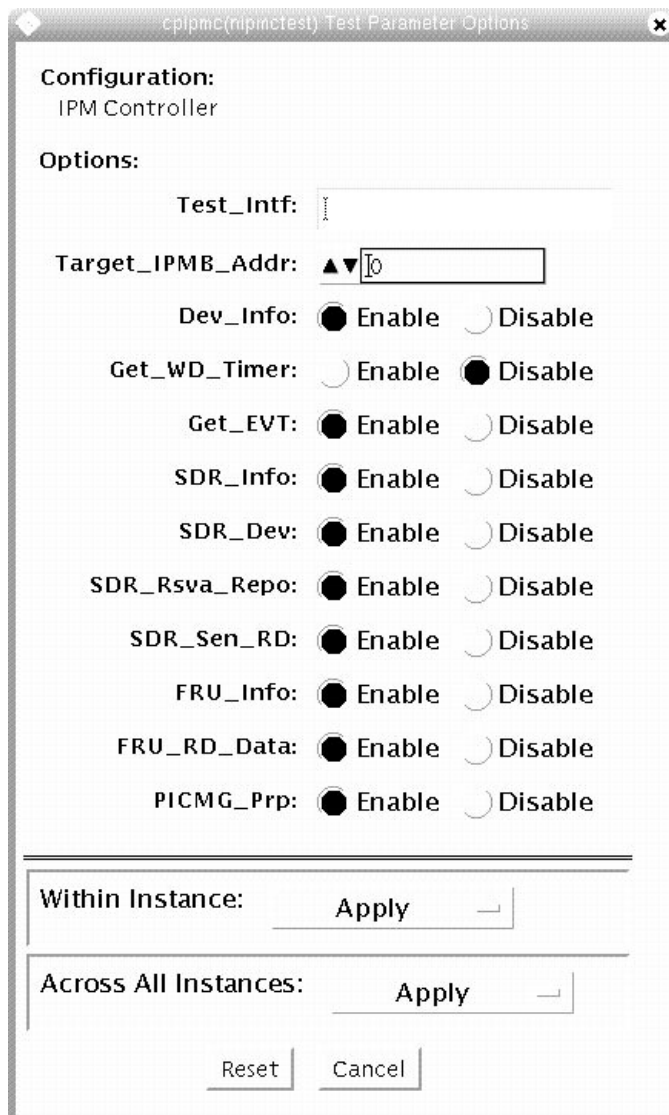 cpipmc(nipmctest) Test Parameter Options
Configuration:
IPM Controller
Options:
Test_Intf:
Target_IPMB_Addr: 0
Dev_Info: Enable Disable
Get_WD_Timer: Enable Disable
Get_EVT: Enable Disable
SDR_Info: Enable Disable
SDR_Dev: Enable Disable
SDR_Rsva_Repo: Enable Disable
SDR_Sen_RD: Enable Disable
FRU_Info: Enable Disable
FRU_RD_Data: Enable Disable
PICMG_Prp: Enable Disable
Within Instance: Apply
Across All Instances: Apply
Reset Cancel